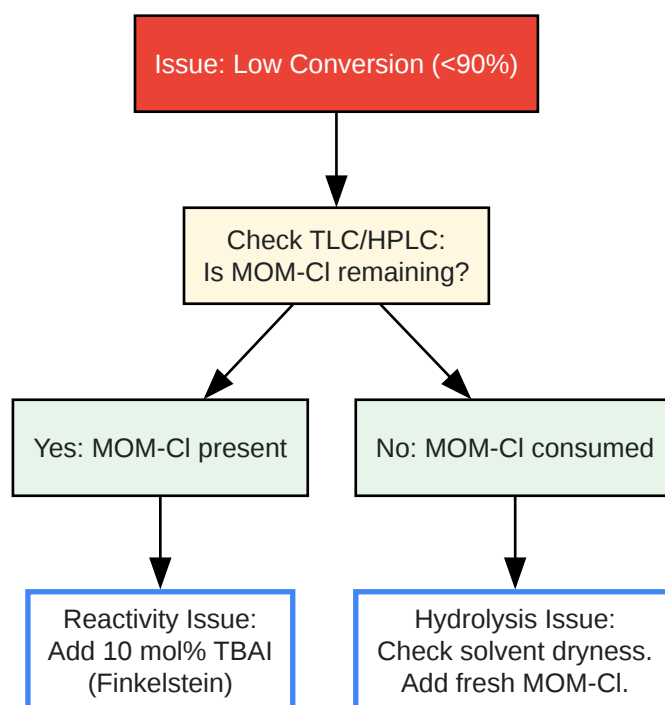 Issue: Low Conversion (<90%)
Check TLC/HPLC:
Is MOM-Cl remaining?
Yes: MOM-Cl present
No: MOM-Cl consumed
Reactivity Issue:
Add 10 mol% TBAI
(Finkelstein)
Hydrolysis Issue:
Check solvent dryness.
Add fresh MOM-Cl.